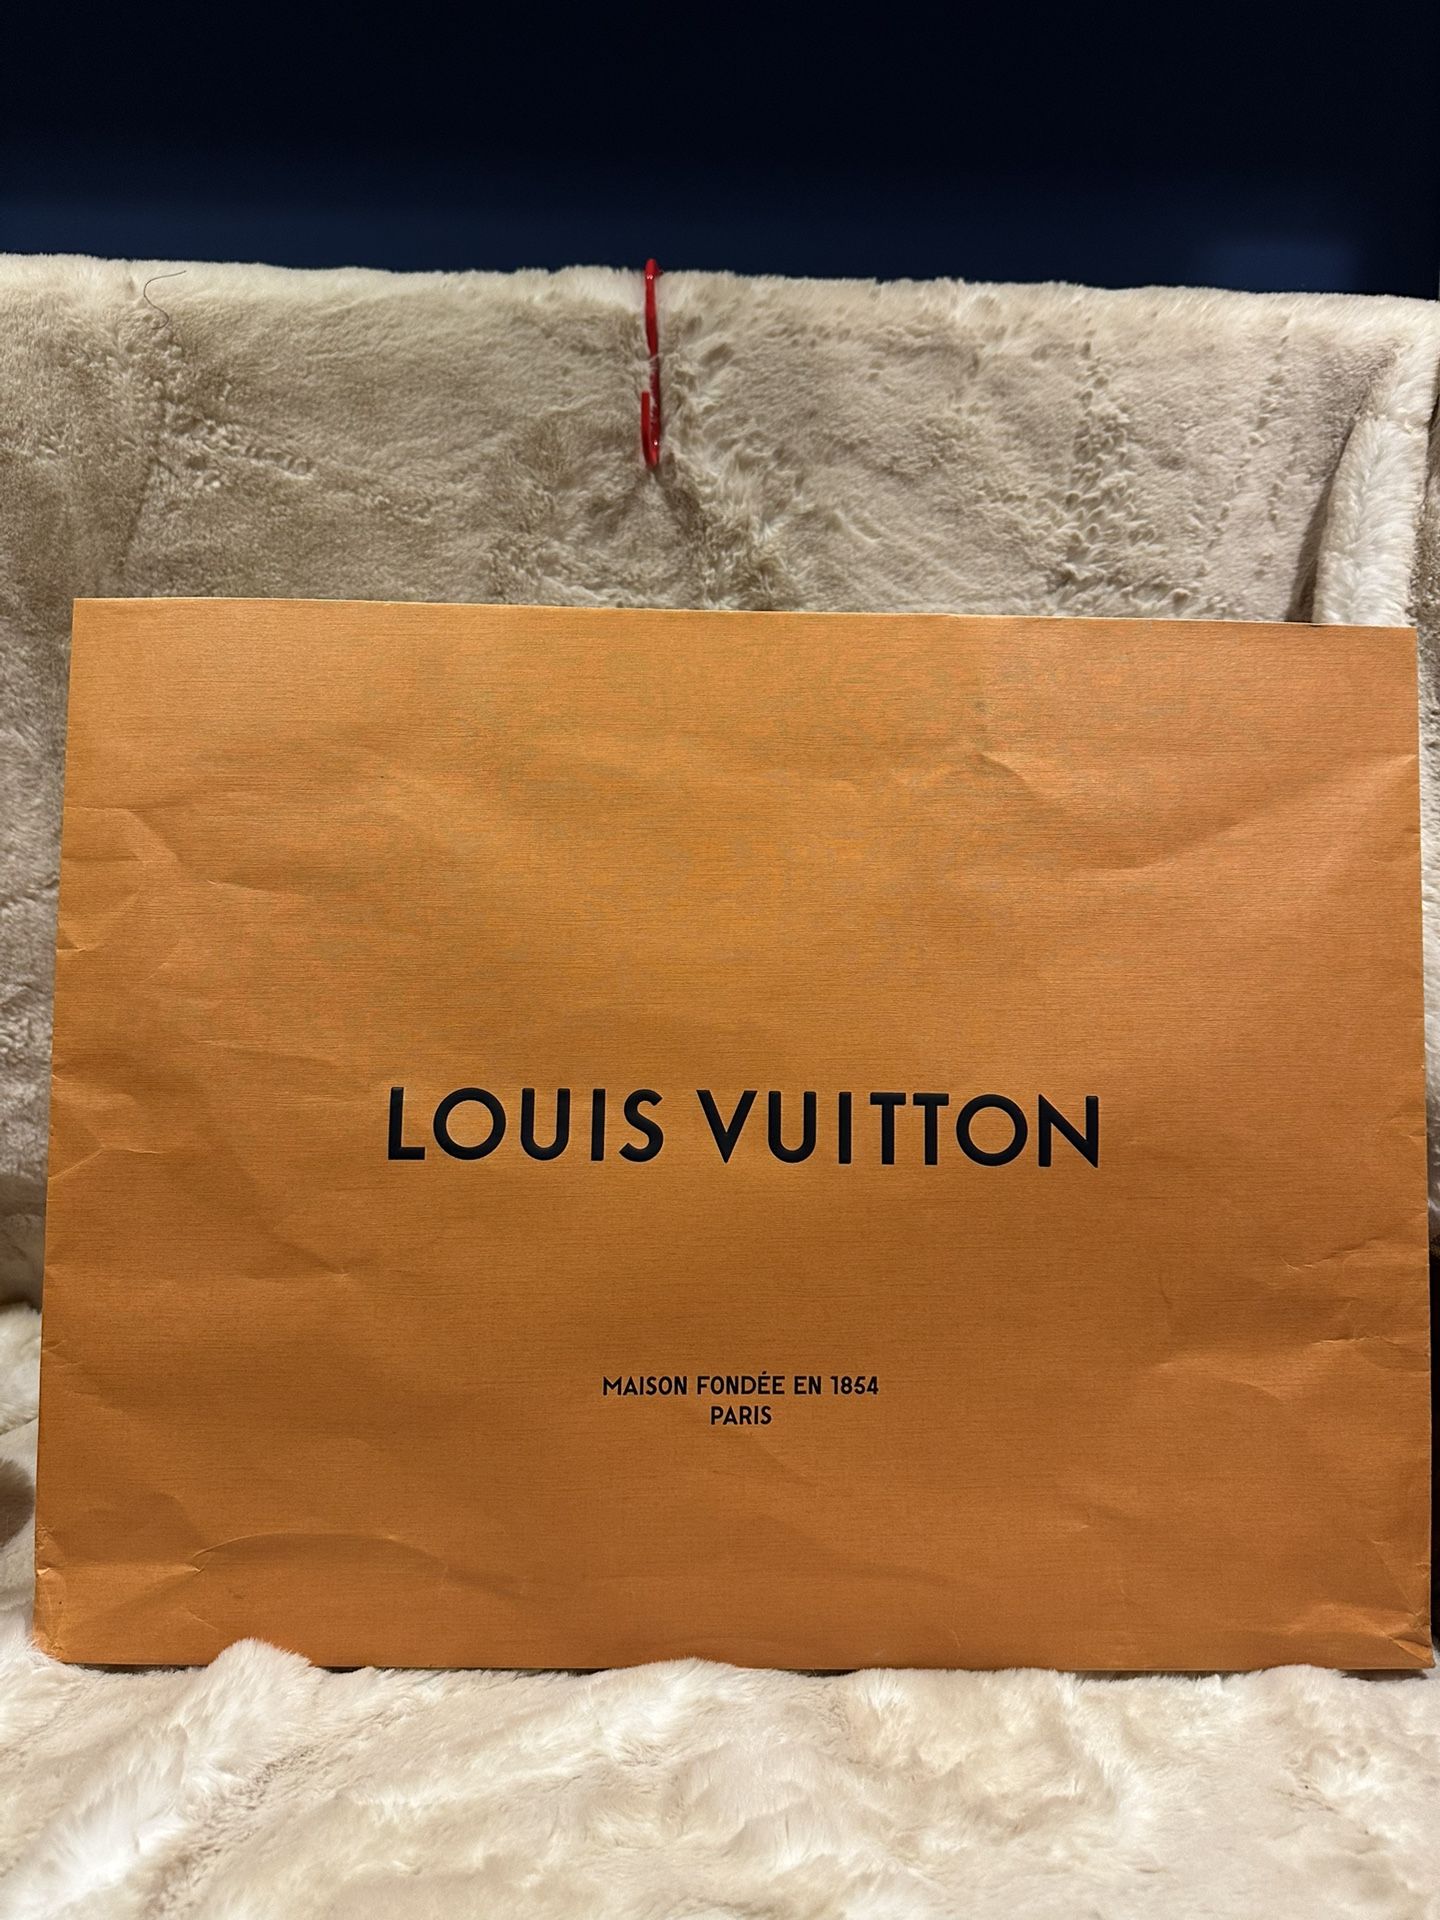 LOUIS VUITTON
MAISON FONDÉE EN 1854
PARIS